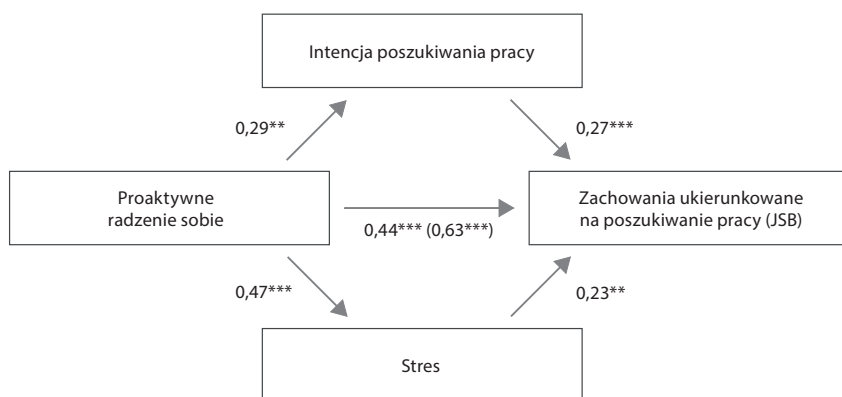 Intencja poszukiwania pracy
0,29**
0,27***
Proaktywne
radzenie sobie
Zachowania ukierunkowane
na poszukiwanie pracy (JSB)
0,44*** (0,63***)
0,47***
0,23**
Stres